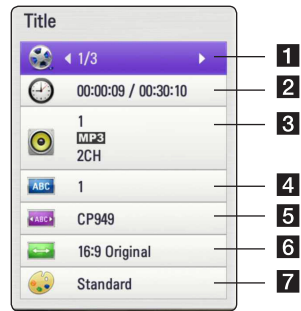 Title
1/3
1
00:00:09 / 00:30:10
2
1
MP3
2CH
3
ABC
1
4
ABC
CP949
5
16:9 Original
6
Standard
7